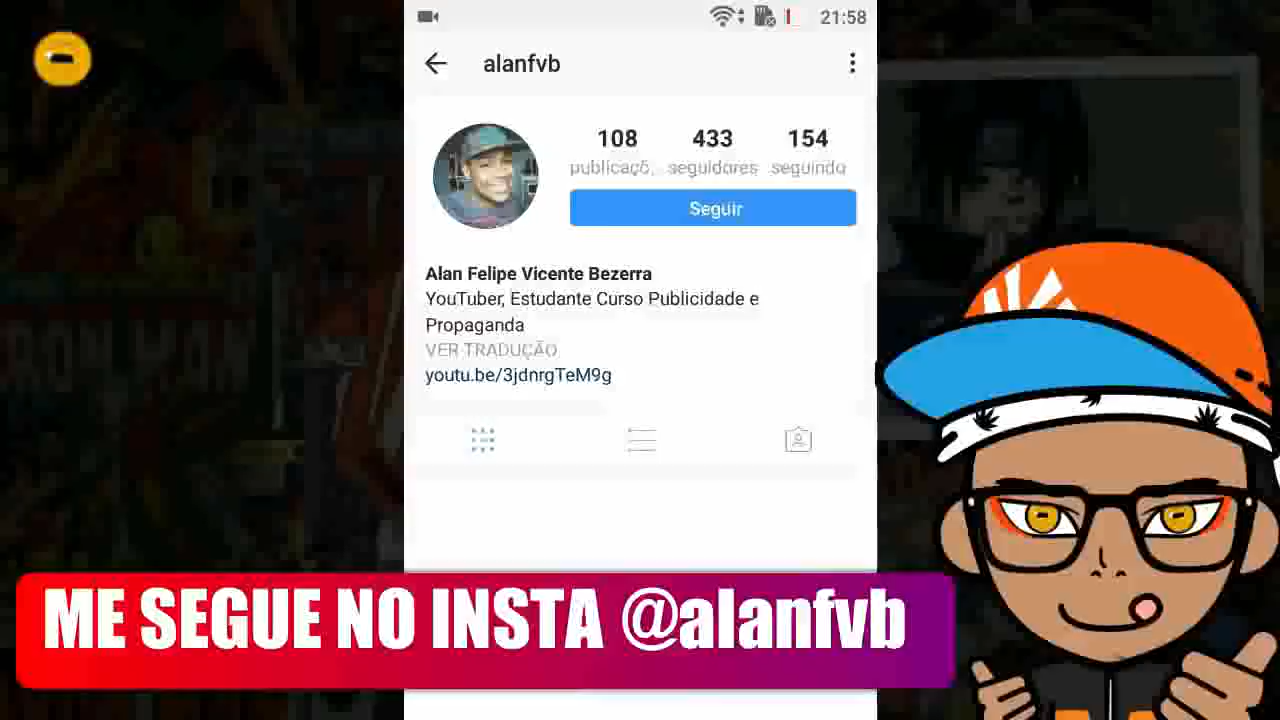 21:58
alanfvb
108 433 154
publicaçõ. seguidores seguindo
Seguir
Alan Felipe Vicente Bezerra
YouTuber, Estudante Curso Publicidade e
Propaganda
VER TRADUÇÃO
youtu.be/3jdnrgTeM9g
ME SEGUE NO INSTA @alanfvb